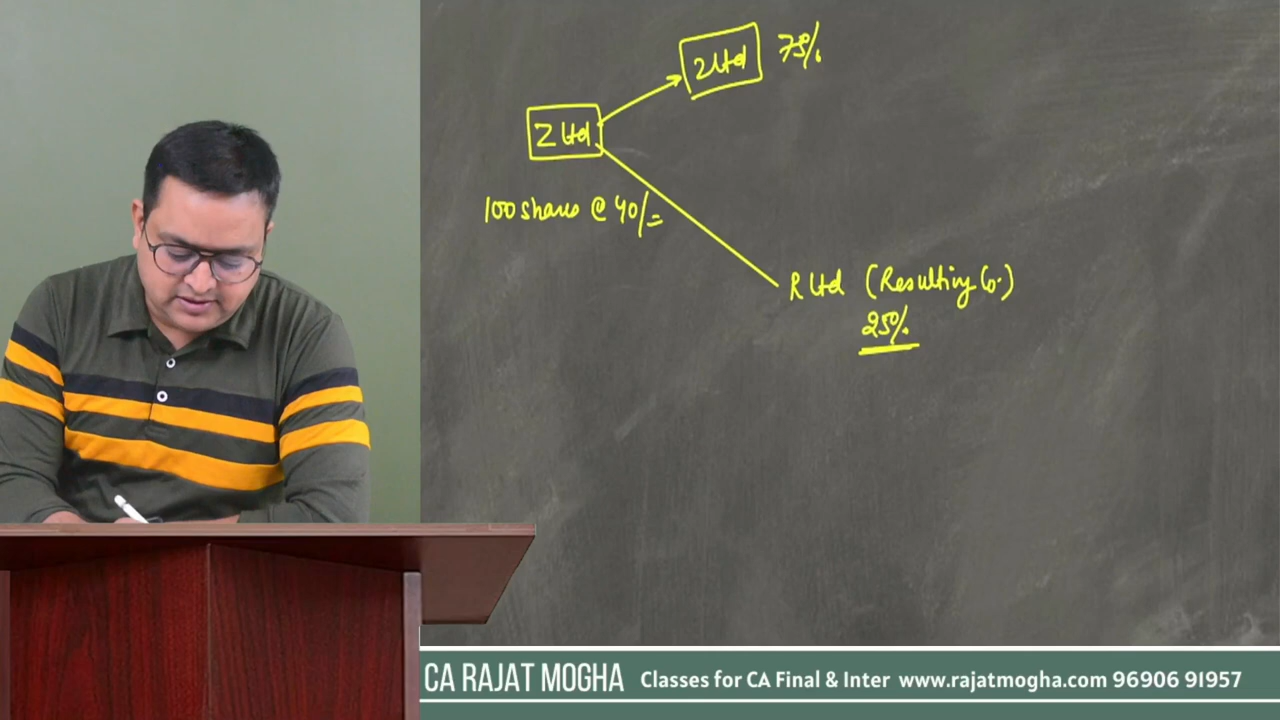 Z Ltd 75%
Z Ltd
100 shares @ 40/=
R Ltd (Resulting Co.)
25%
CA RAJAT MOGHA Classes for CA Final & Inter www.rajatmogha.com 96906 91957